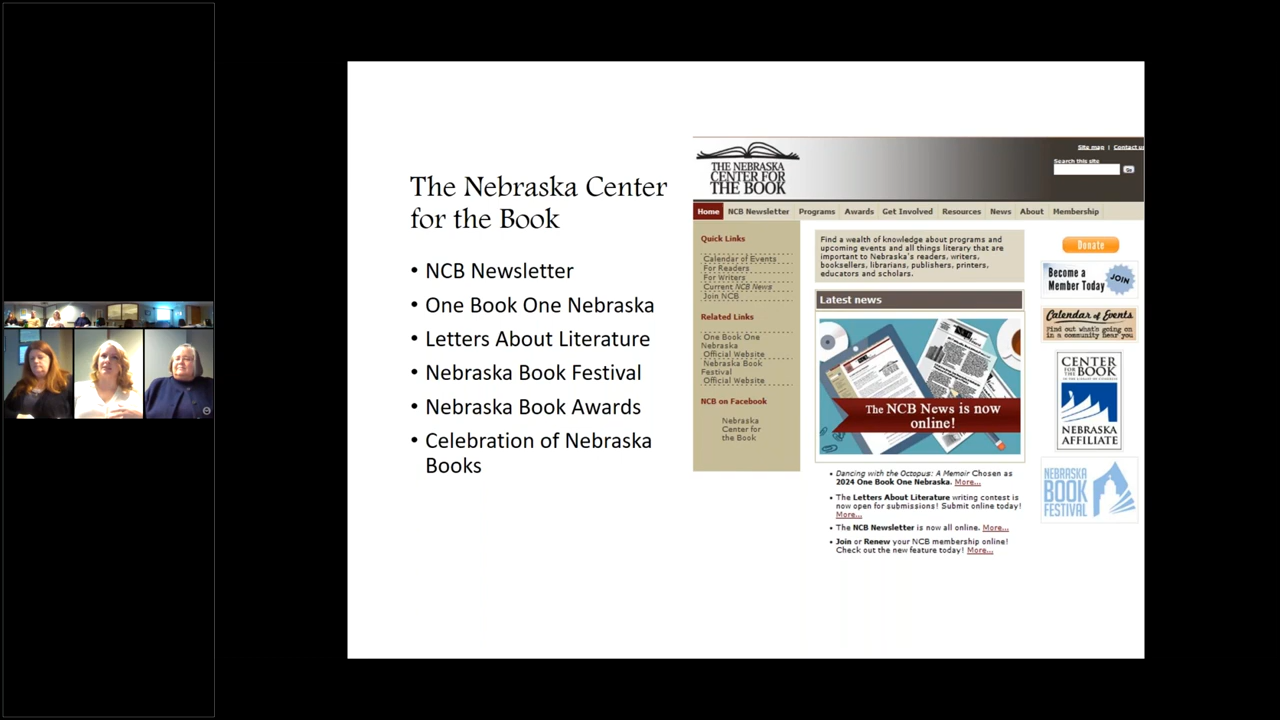 The Nebraska Center
for the Book
• NCB Newsletter
• One Book One Nebraska
• Letters About Literature
• Nebraska Book Festival
• Nebraska Book Awards
• Celebration of Nebraska
Books
THE NEBRASKA
CENTER FOR
THE BOOK
Site map | Contact us
Search this site
Go
Home NCB Newsletter Programs Awards Get Involved Resources News About Membership
Quick Links
Calendar of Events
For Readers
For Writers
Current NCB News
Join NCB
Related Links
One Book One
Nebraska
Official Website
Nebraska Book
Festival
Official Website
NCB on Facebook
Nebraska
Center for
the Book
Find a wealth of knowledge about programs and
upcoming events and all things literary that are
important to Nebraska's readers, writers,
booksellers, librarians, publishers, printers,
educators and scholars.
Latest news
The NCB News is now
online!
• Dancing with the Octopus: A Memoir Chosen as
2024 One Book One Nebraska. More...
• The Letters About Literature writing contest is
now open for submissions! Submit online today!
More...
• The NCB Newsletter is now all online. More...
• Join or Renew your NCB membership online!
Check out the new feature today! More...
Donate
Become a
Member Today
JOIN
Calendar of Events
Find out what's going on
in a community near you
CENTER
FOR THE BOOK
NEBRASKA
AFFILIATE
NEBRASKA
BOOK
FESTIVAL